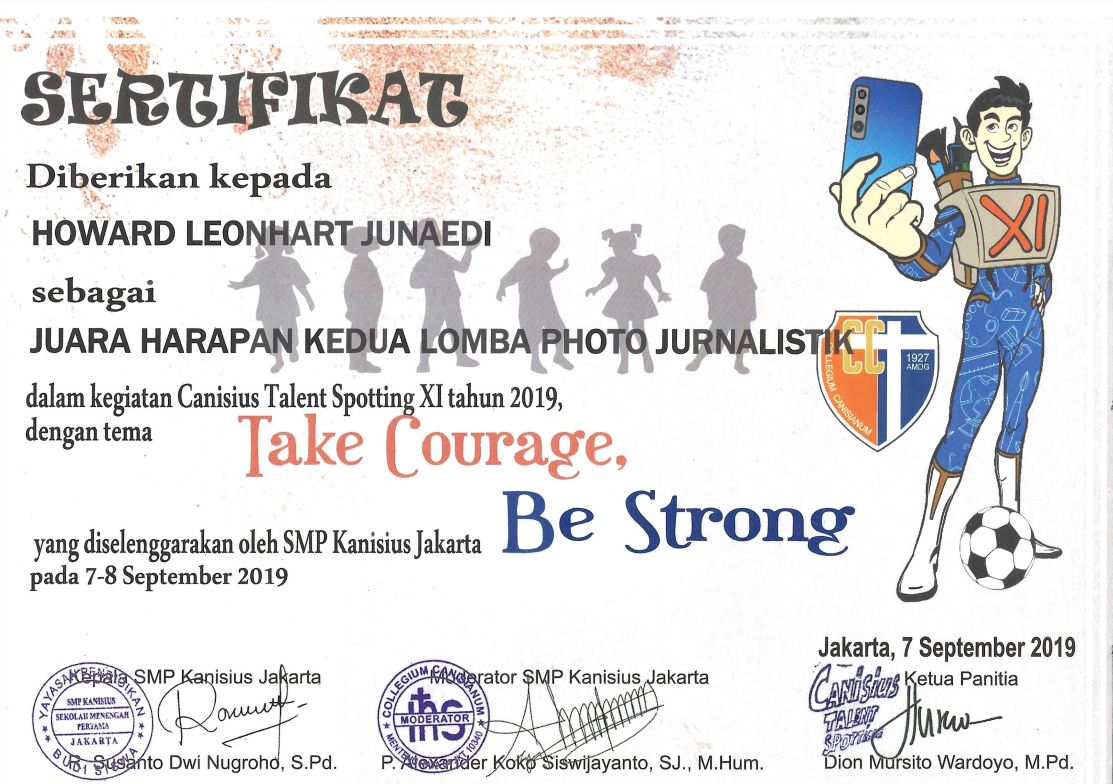 SERTIFIKAT
Diberikan kepada
HOWARD LEONHART JUNAEDI
sebagai
JUARA HARAPAN KEDUA LOMBA PHOTO JURNALISTIK
dalam kegiatan Canisius Talent Spotting XI tahun 2019,
dengan tema
Take Courage,
Be Strong
yang diselenggarakan oleh SMP Kanisius Jakarta
pada 7-8 September 2019
XI
CC
1927
AMDG
COLLEGIUM CANISIANUM
Jakarta, 7 September 2019
Kepala SMP Kanisius Jakarta
YAYASAN PENDIDIKAN
SMP KANISIUS
SEKOLAH MENENGAH
PERTAMA
JAKARTA
BUDI SISWA
R. Susanto Dwi Nugroho, S.Pd.
Moderator SMP Kanisius Jakarta
COLLEGIUM CANISIANUM
ihs
MODERATOR
10340
P. Alexander Koko Siswijayanto, SJ., M.Hum.
Ketua Panitia
CANISIUS
TALENT
SPOTTING
Dion Mursito Wardoyo, M.Pd.